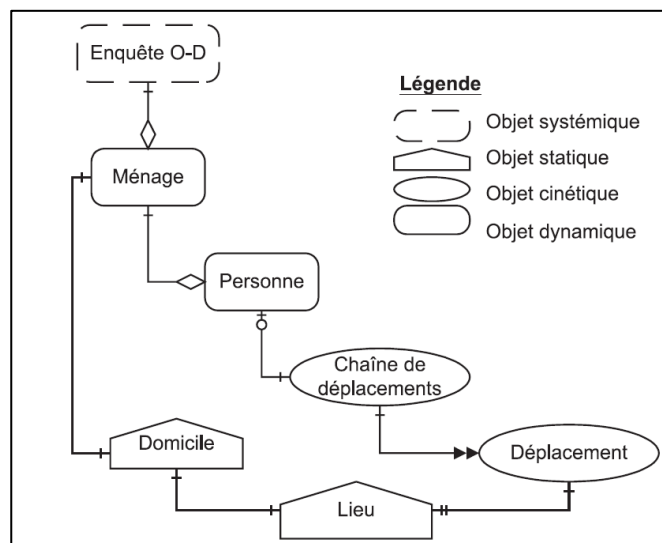 Enquête O-D
Ménage
Personne
Chaîne de
déplacements
Déplacement
Domicile
Lieu
Légende
Objet systémique
Objet statique
Objet cinétique
Objet dynamique